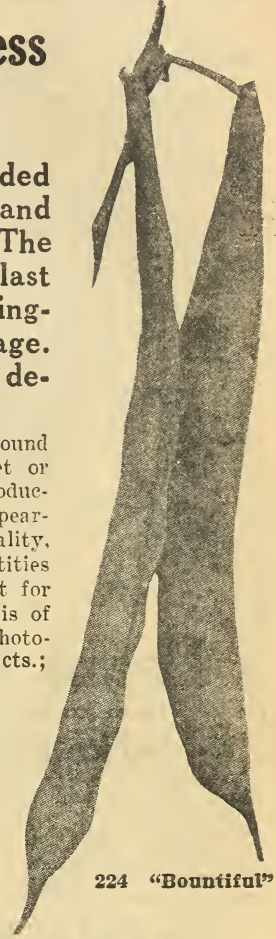 ess
ded
and
The
last
ing-
age.
de-
ound
t or
oduc-
pear-
ality,
tities
t for
is of
hoto-
cts.;
224 "Bountiful"